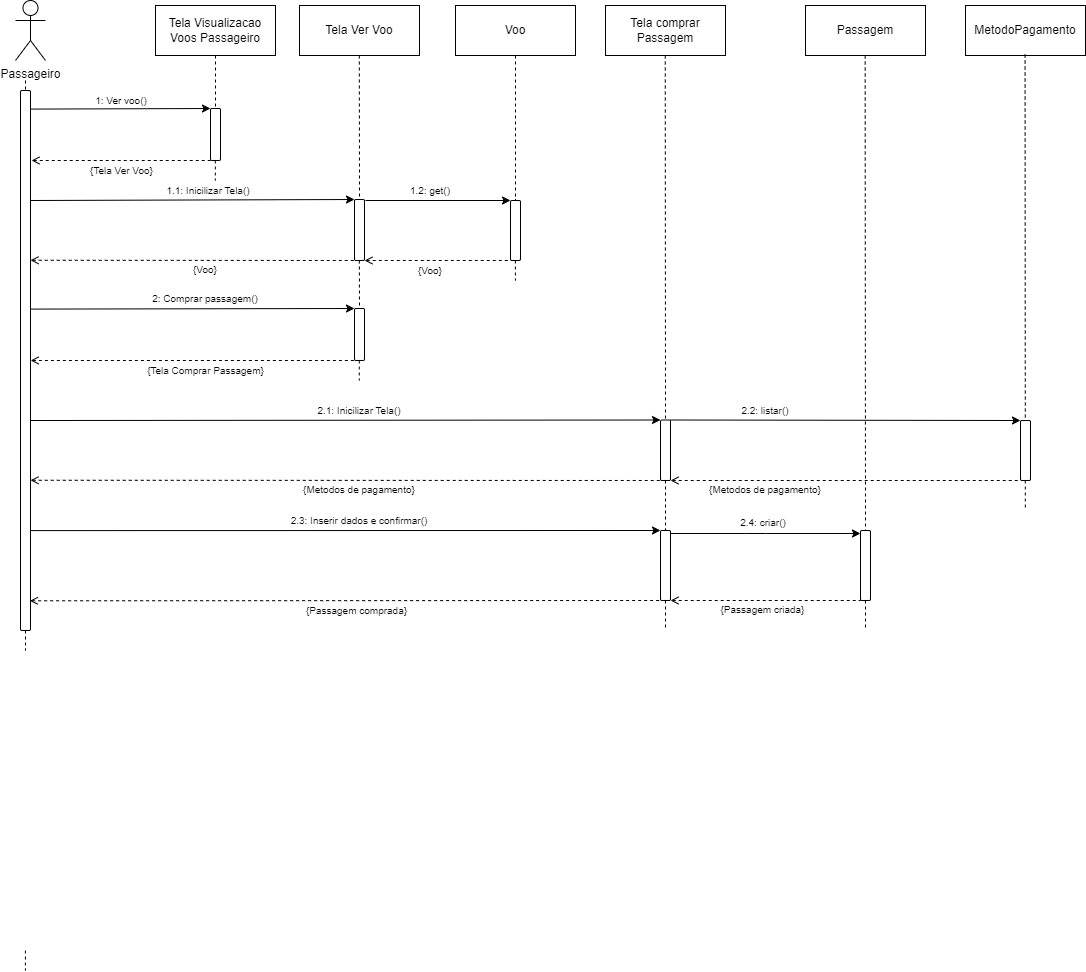 Tela Visualizacao
Voos Passageiro
Tela Ver Voo
Voo
Tela comprar
Passagem
Passagem
MetodoPagamento
Passageiro
1: Ver voo()
{Tela Ver Voo}
1.1: Inicilizar Tela()
1.2: get()
{Voo}
{Voo}
2: Comprar passagem()
{Tela Comprar Passagem}
2.1: Inicilizar Tela()
2.2: listar()
{Metodos de pagamento}
{Metodos de pagamento}
2.3: Inserir dados e confirmar()
2.4: criar()
{Passagem comprada}
{Passagem criada}